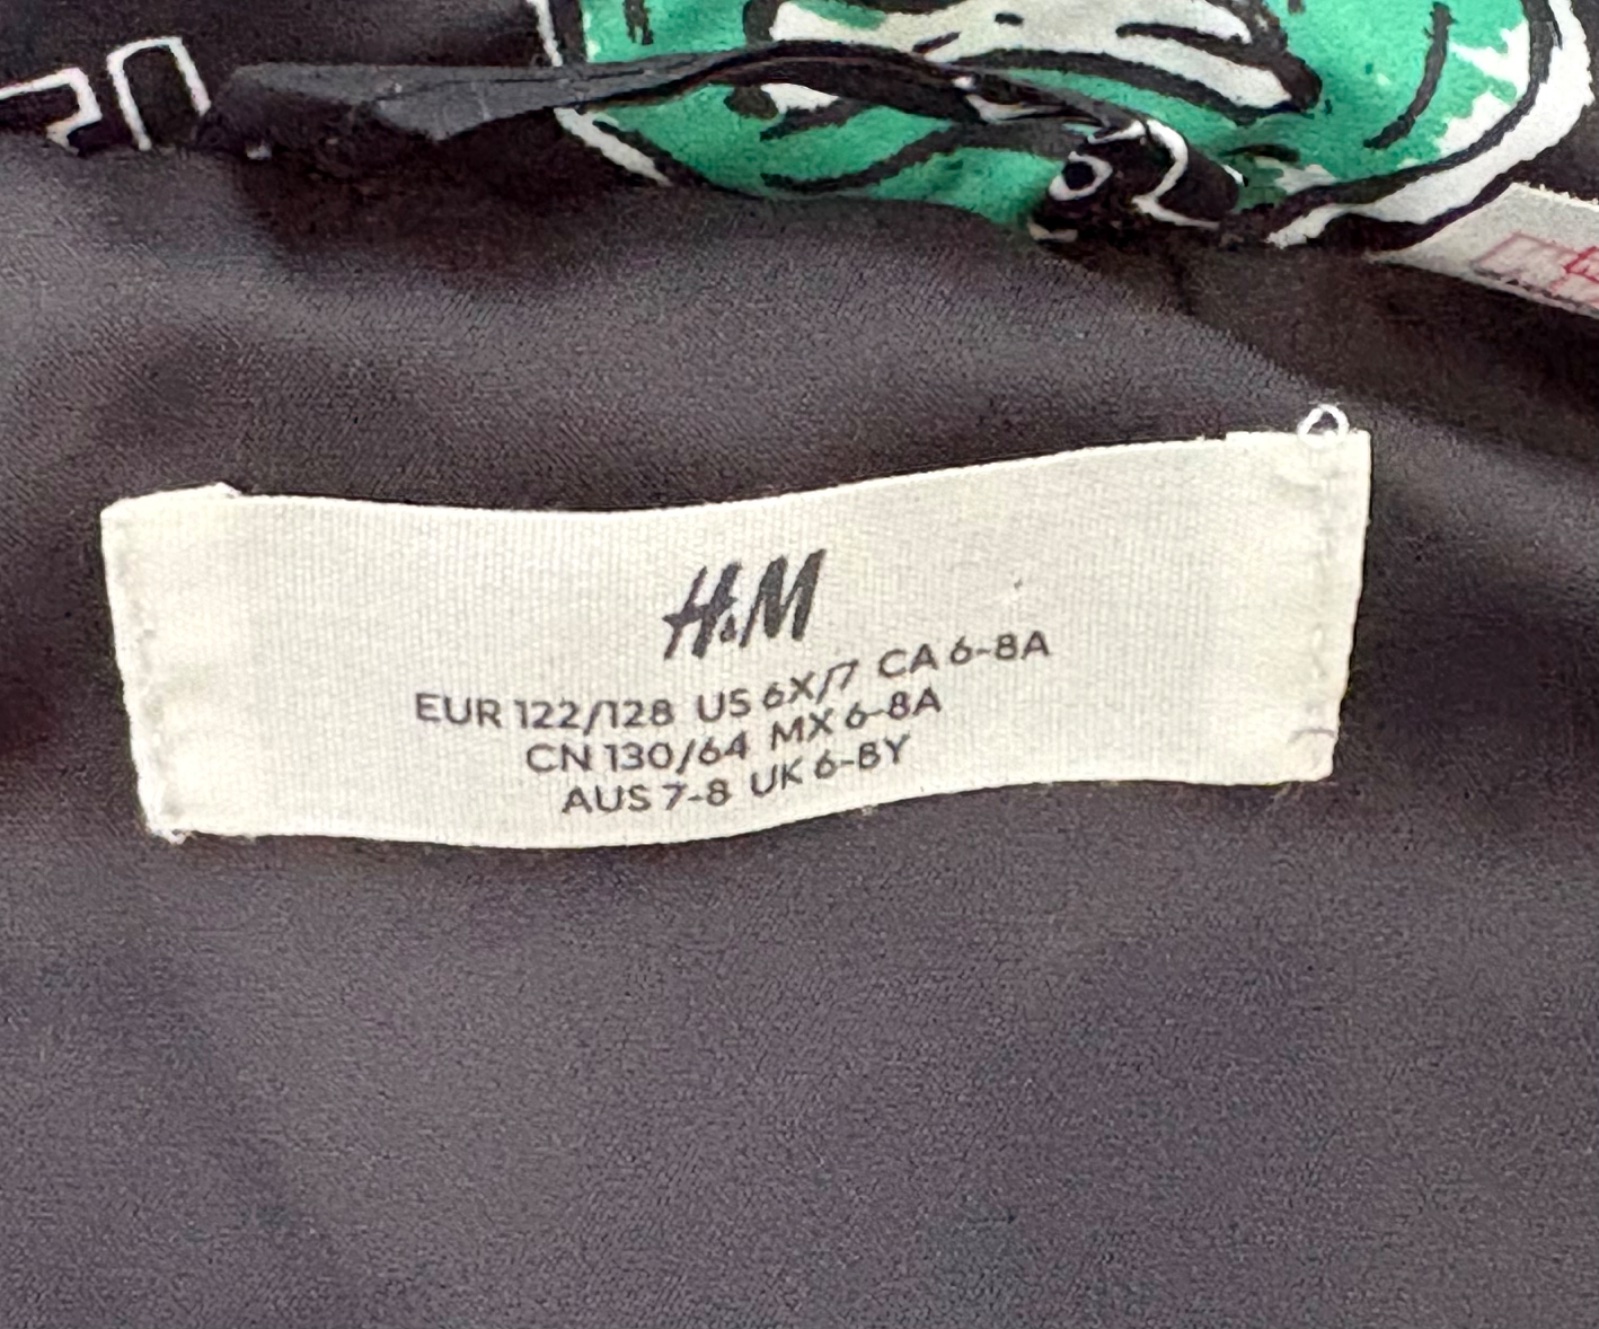 H&M
EUR 122/128 US 6X/7 CA 6-8A
CN 130/64 MX 6-8A
AUS 7-8 UK 6-8Y